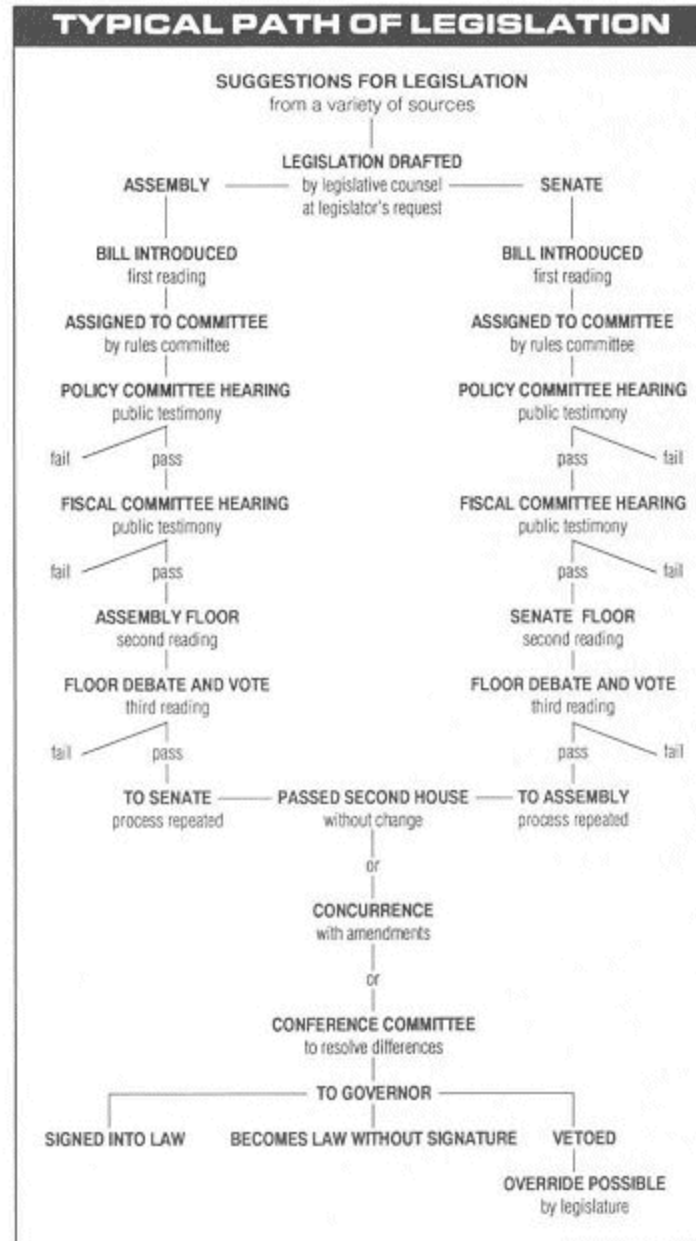 TYPICAL PATH OF LEGISLATION
SUGGESTIONS FOR LEGISLATION
from a variety of sources
LEGISLATION DRAFTED
by legislative counsel
at legislator's request
ASSEMBLY
BILL INTRODUCED
first reading
ASSIGNED TO COMMITTEE
by rules committee
POLICY COMMITTEE HEARING
public testimony
fail
pass
FISCAL COMMITTEE HEARING
public testimony
fail
pass
ASSEMBLY FLOOR
second reading
FLOOR DEBATE AND VOTE
third reading
fail
pass
TO SENATE
process repeated
SENATE
BILL INTRODUCED
first reading
ASSIGNED TO COMMITTEE
by rules committee
POLICY COMMITTEE HEARING
public testimony
pass
fail
FISCAL COMMITTEE HEARING
public testimony
pass
fail
SENATE FLOOR
second reading
FLOOR DEBATE AND VOTE
third reading
pass
fail
TO ASSEMBLY
process repeated
PASSED SECOND HOUSE
without change
or
CONCURRENCE
with amendments
or
CONFERENCE COMMITTEE
to resolve differences
TO GOVERNOR
SIGNED INTO LAW
BECOMES LAW WITHOUT SIGNATURE
VETOED
OVERRIDE POSSIBLE
by legislature